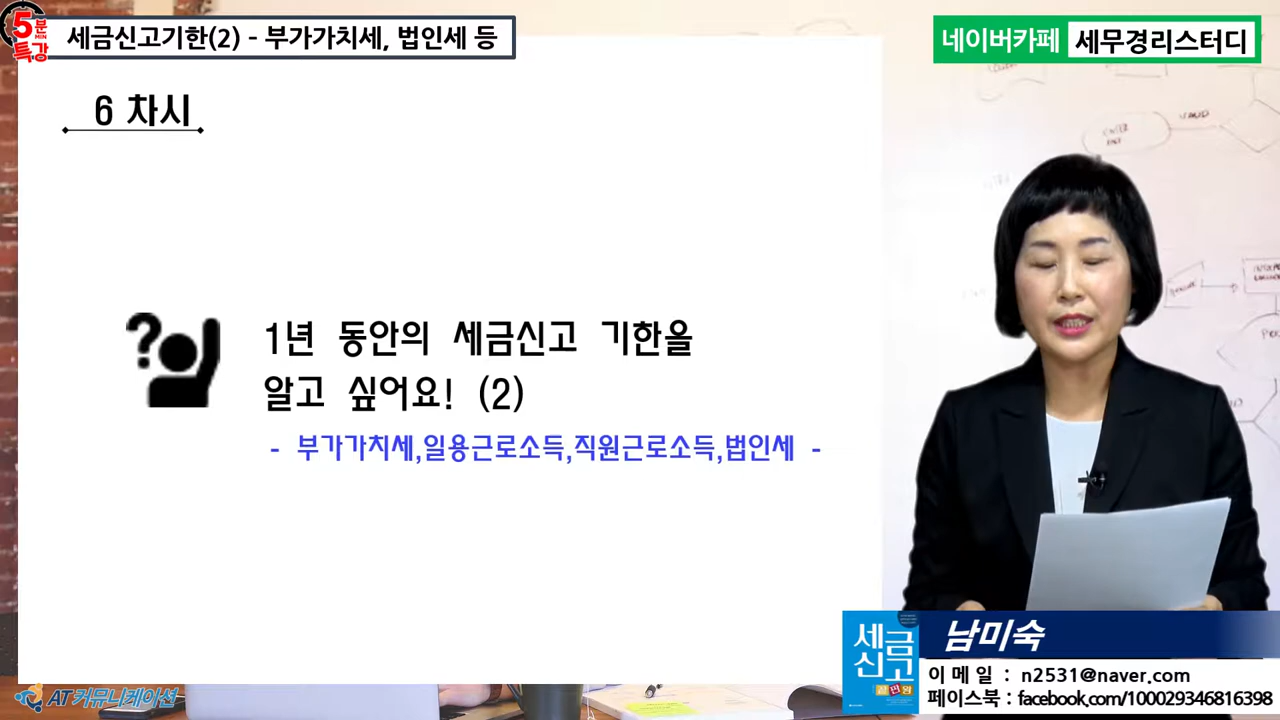 5분
MIN
특강
세금신고기한(2) - 부가가치세, 법인세 등
네이버카페 세무경리스터디
6 차시
1년 동안의 세금신고 기한을
알고 싶어요! (2)
- 부가가치세,일용근로소득,직원근로소득,법인세 -
세금
신고
끝판왕
남미숙
이 메 일 : n2531@naver.com
페이스북 : facebook.com/100029346816398
AT커뮤니케이션